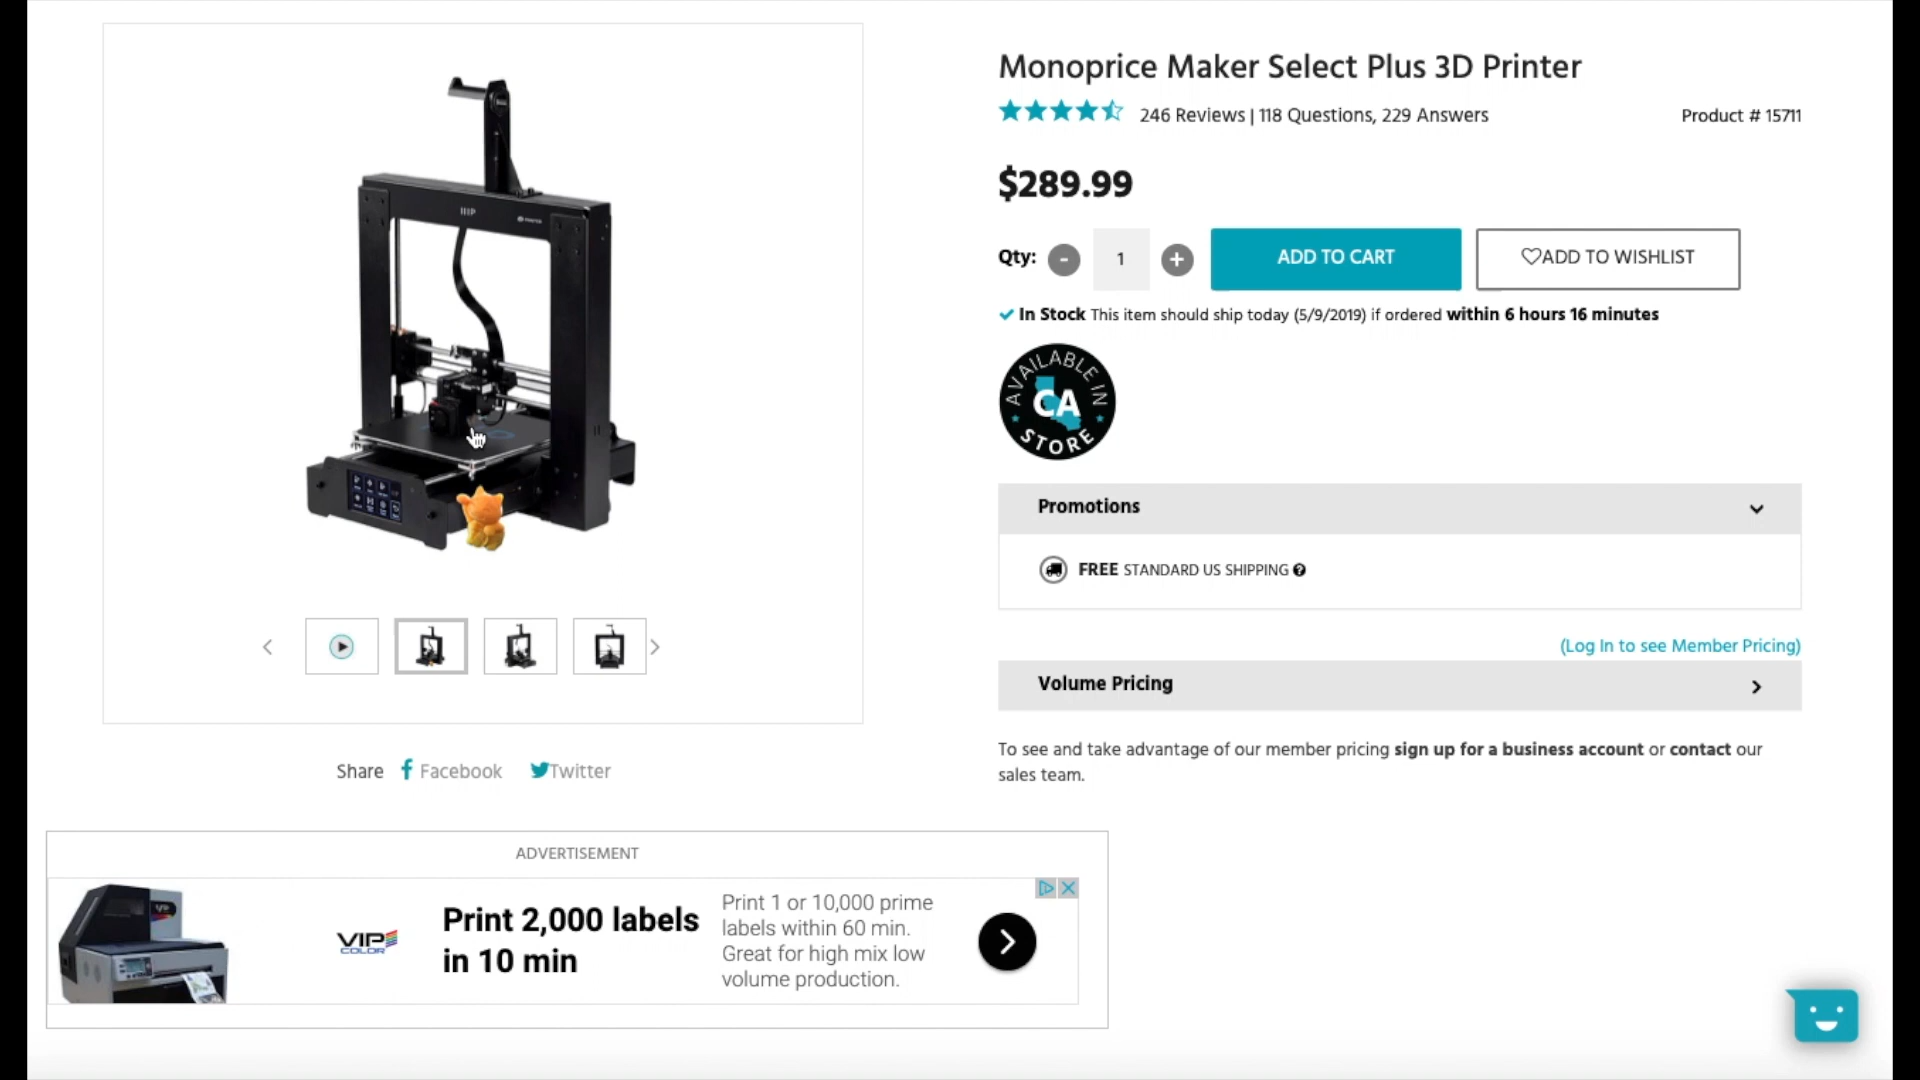 Monoprice Maker Select Plus 3D Printer
246 Reviews | 118 Questions, 229 Answers
Product # 15711
$289.99
Qty: - 1 + ADD TO CART ADD TO WISHLIST
In Stock This item should ship today (5/9/2019) if ordered within 6 hours 16 minutes
AVAILABLE IN
CA
STORE
Promotions
FREE STANDARD US SHIPPING ?
(Log In to see Member Pricing)
Volume Pricing
To see and take advantage of our member pricing sign up for a business account or contact our
sales team.
Share Facebook Twitter
ADVERTISEMENT
VIP
COLOR
Print 2,000 labels
in 10 min
Print 1 or 10,000 prime
labels within 60 min.
Great for high mix low
volume production.